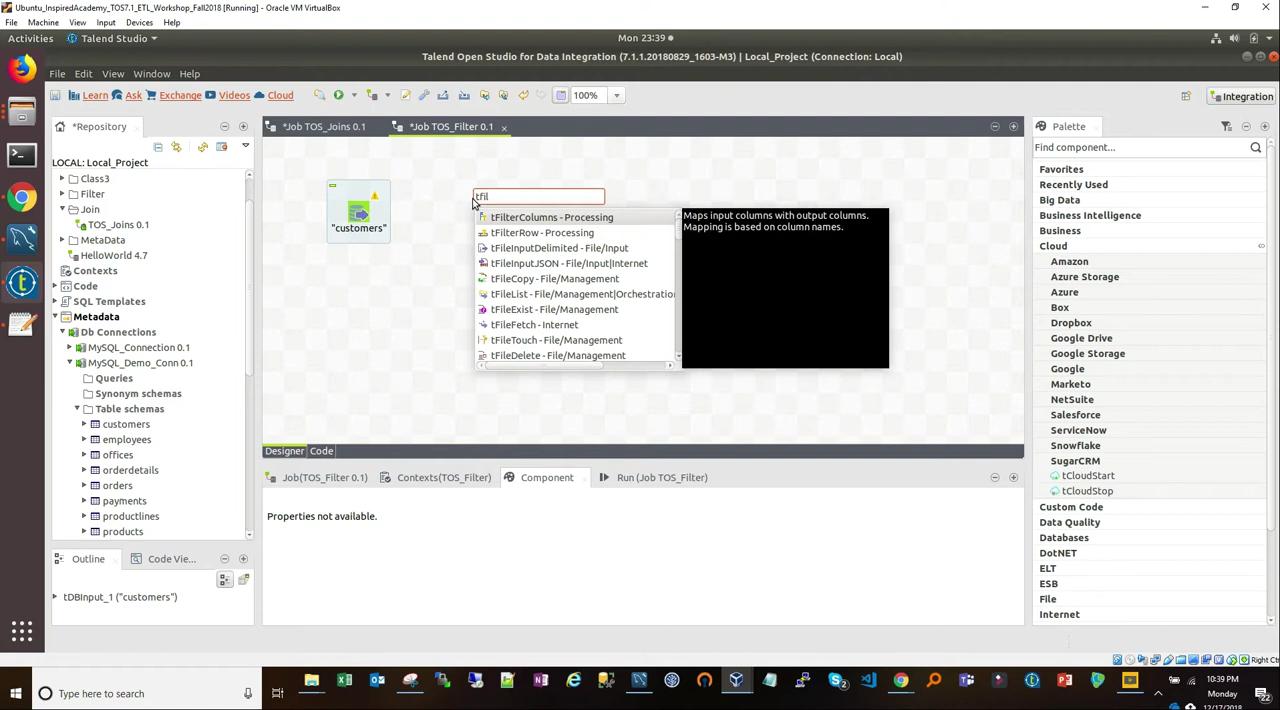 Ubuntu_InspiredAcademy_TOS7.1_ETL_Workshop_Fall2018 [Running] - Oracle VM VirtualBox
File Machine View Input Devices Help
Activities Talend Studio Mon 23:39
Talend Open Studio for Data Integration (7.1.1.20180829_1603-M3) | Local_Project (Connection: Local)
File Edit View Window Help
Learn Ask Exchange Videos Cloud 100% Integration
*Repository
*Job TOS_Joins 0.1 *Job TOS_Filter 0.1
Palette
Find component...
LOCAL: Local_Project
Class3
Filter
Join
TOS_Joins 0.1
MetaData
HelloWorld 4.7
Contexts
Code
SQL Templates
Metadata
Db Connections
MySQL_Connection 0.1
MySQL_Demo_Conn 0.1
Queries
Synonym schemas
Table schemas
customers
employees
offices
orderdetails
orders
payments
productlines
products
"customers"
tfil
tFilterColumns - Processing
tFilterRow - Processing
tFileInputDelimited - File/Input
tFileInputJSON - File/Input|Internet
tFileCopy - File/Management
tFileList - File/Management|Orchestration
tFileExist - File/Management
tFileFetch - Internet
tFileTouch - File/Management
tFileDelete - File/Management
Maps input columns with output columns.
Mapping is based on column names.
Favorites
Recently Used
Big Data
Business Intelligence
Business
Cloud
Amazon
Azure Storage
Azure
Box
Dropbox
Google Drive
Google Storage
Google
Marketo
NetSuite
Salesforce
ServiceNow
Snowflake
SugarCRM
tCloudStart
tCloudStop
Custom Code
Data Quality
Databases
DotNET
ELT
ESB
File
Internet
Designer Code
Job(TOS_Filter 0.1) Contexts(TOS_Filter) Component Run (Job TOS_Filter)
Properties not available.
Outline Code Vie...
tDBInput_1 ("customers")
Right Ct
Type here to search
10:39 PM
Monday
12/17/2018
22